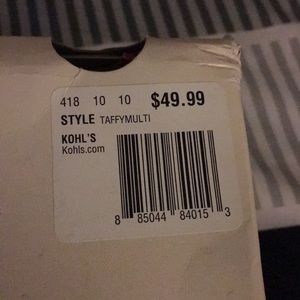 418 10 10 $49.99
STYLE TAFFYMULTI
KOHL'S
Kohls.com
8 85044 84015 3